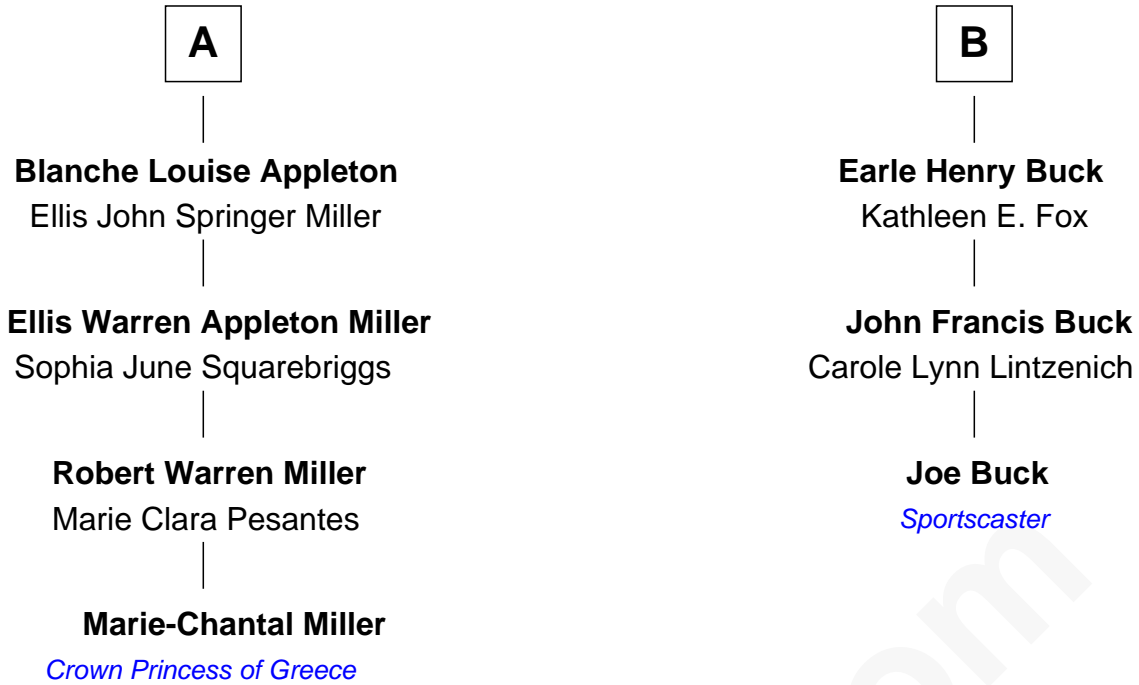 A
Blanche Louise Appleton
Ellis John Springer Miller
Ellis Warren Appleton Miller
Sophia June Squarebriggs
Robert Warren Miller
Marie Clara Pesantes
Marie-Chantal Miller
Crown Princess of Greece
B
Earle Henry Buck
Kathleen E. Fox
John Francis Buck
Carole Lynn Lintzenich
Joe Buck
Sportscaster
om